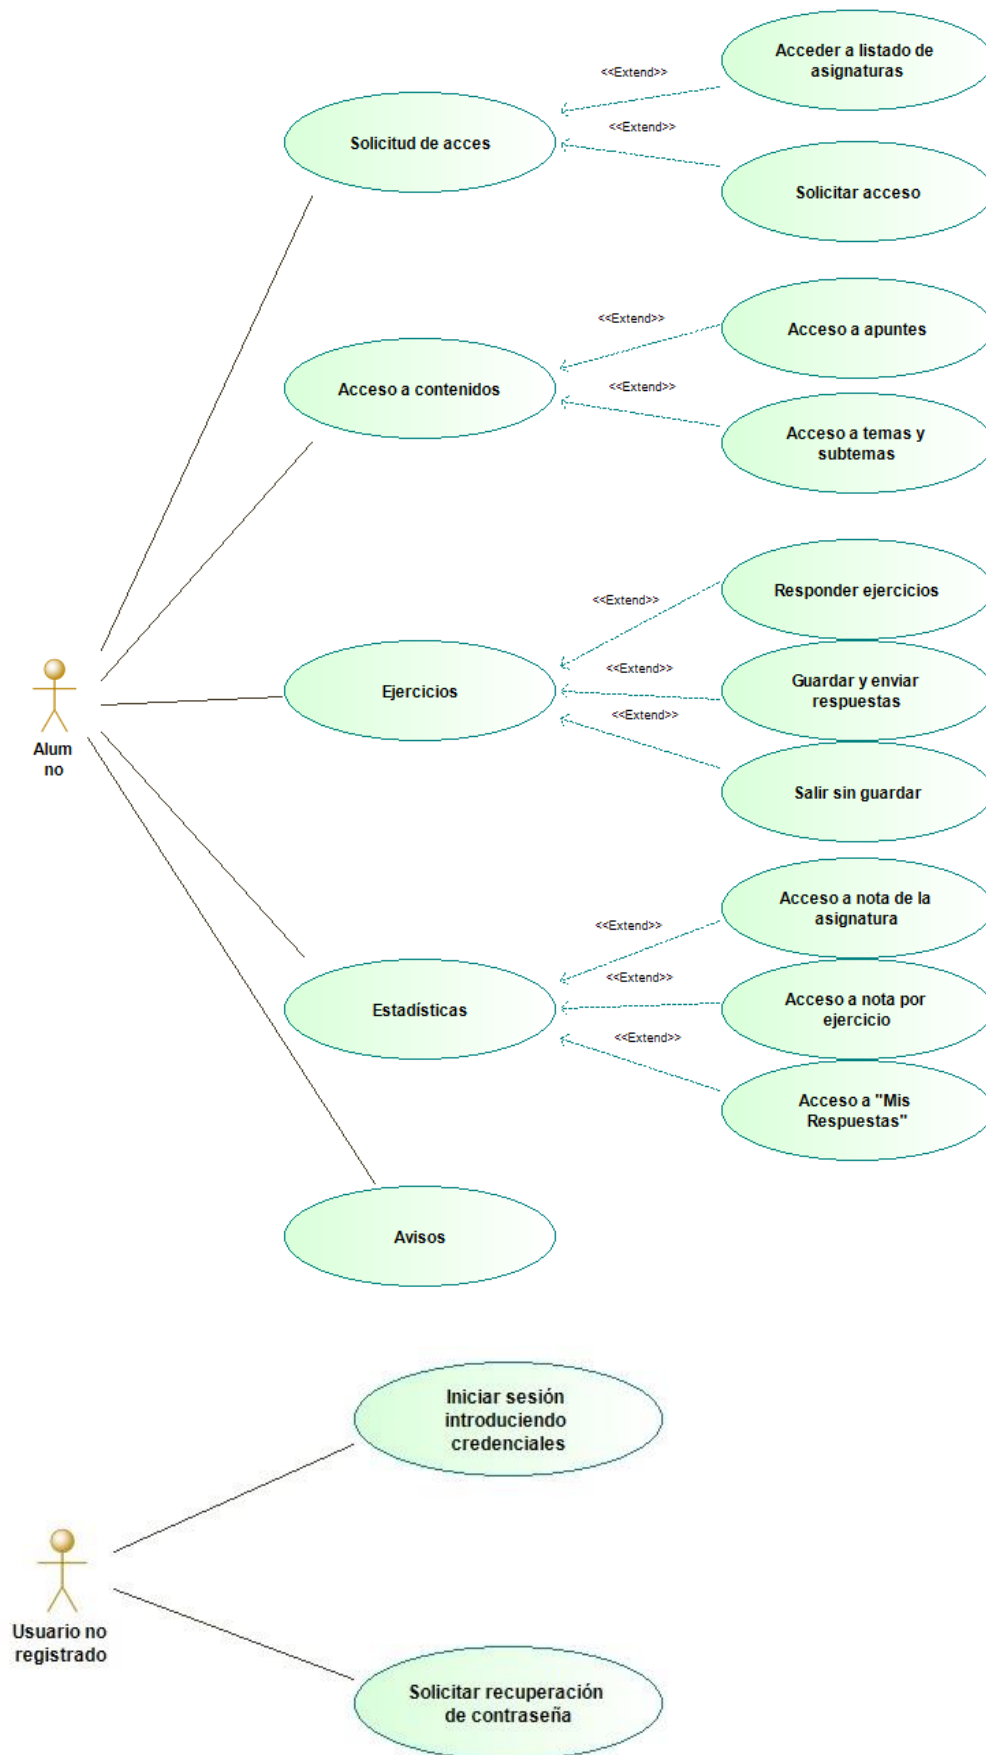 Acceder a listado de
asignaturas
<<Extend>>
<<Extend>>
Solicitud de acces
Solicitar acceso
<<Extend>>
Acceso a apuntes
Acceso a contenidos
<<Extend>>
Acceso a temas y
subtemas
Responder ejercicios
<<Extend>>
<<Extend>>
Guardar y enviar
respuestas
Ejercicios
<<Extend>>
Alum
no
Salir sin guardar
Acceso a nota de la
asignatura
<<Extend>>
<<Extend>>
Acceso a nota por
ejercicio
Estadísticas
<<Extend>>
Acceso a "Mis
Respuestas"
Avisos
Iniciar sesión
introduciendo
credenciales
Usuario no
registrado
Solicitar recuperación
de contraseña